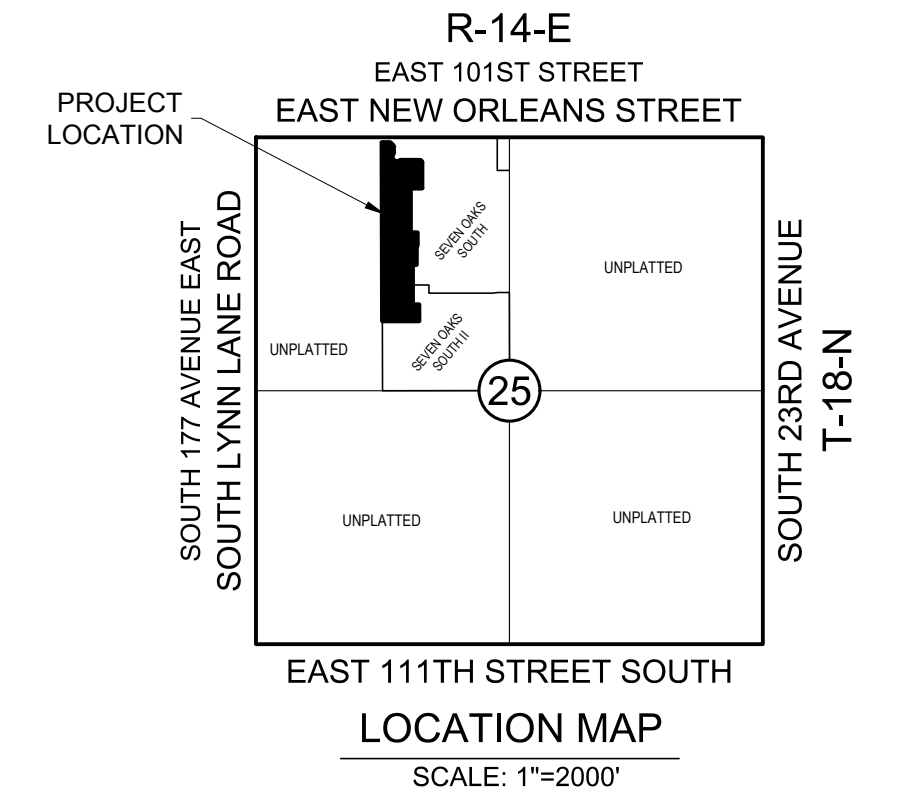 R-14-E
EAST 101ST STREET
EAST NEW ORLEANS STREET
PROJECT
LOCATION
SOUTH 177 AVENUE EAST
SOUTH LYNN LANE ROAD
SEVEN OAKS
SOUTH
UNPLATTED
UNPLATTED
SEVEN OAKS
SOUTH II
25
SOUTH 23RD AVENUE
T-18-N
UNPLATTED
UNPLATTED
EAST 111TH STREET SOUTH
LOCATION MAP
SCALE: 1"=2000'